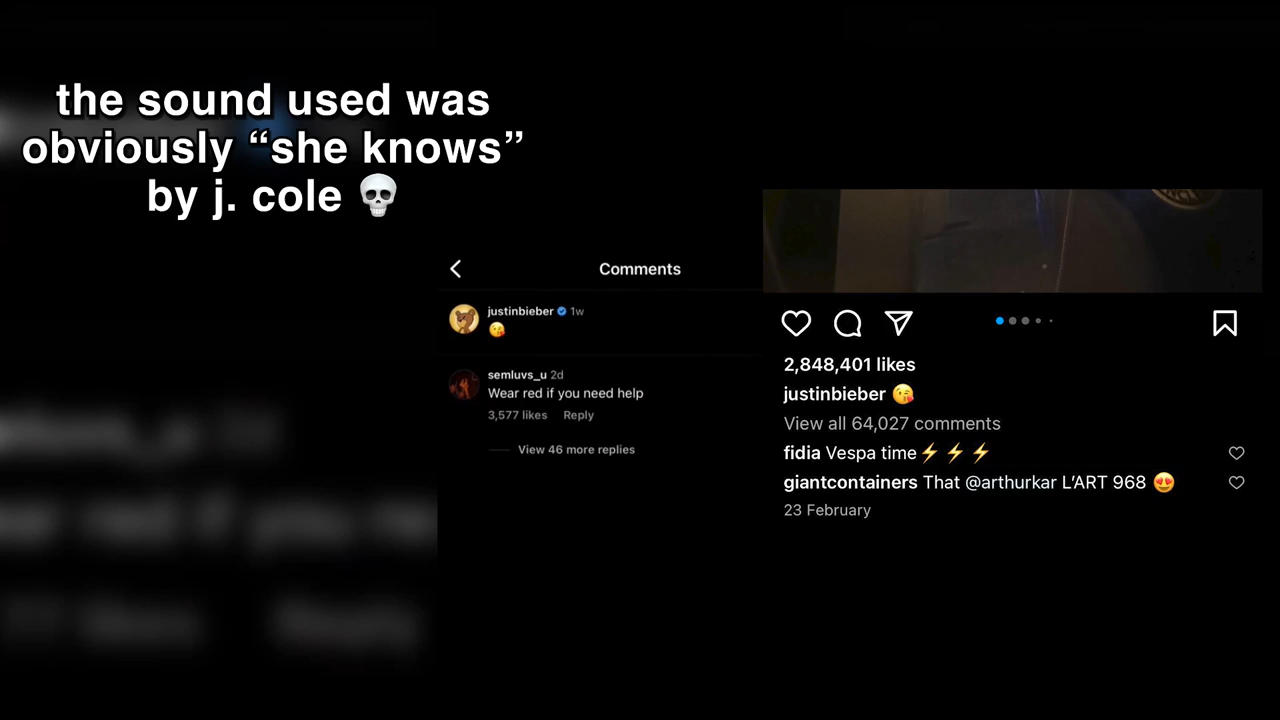 the sound used was
obviously “she knows”
by j. cole 💀
Comments
justinbieber 1w
😘
semluvs_u 2d
Wear red if you need help
3,577 likes Reply
View 46 more replies
2,848,401 likes
justinbieber 😘
View all 64,027 comments
fidia Vespa time⚡⚡⚡
giantcontainers That @arthurkar L’ART 968 😍
23 February